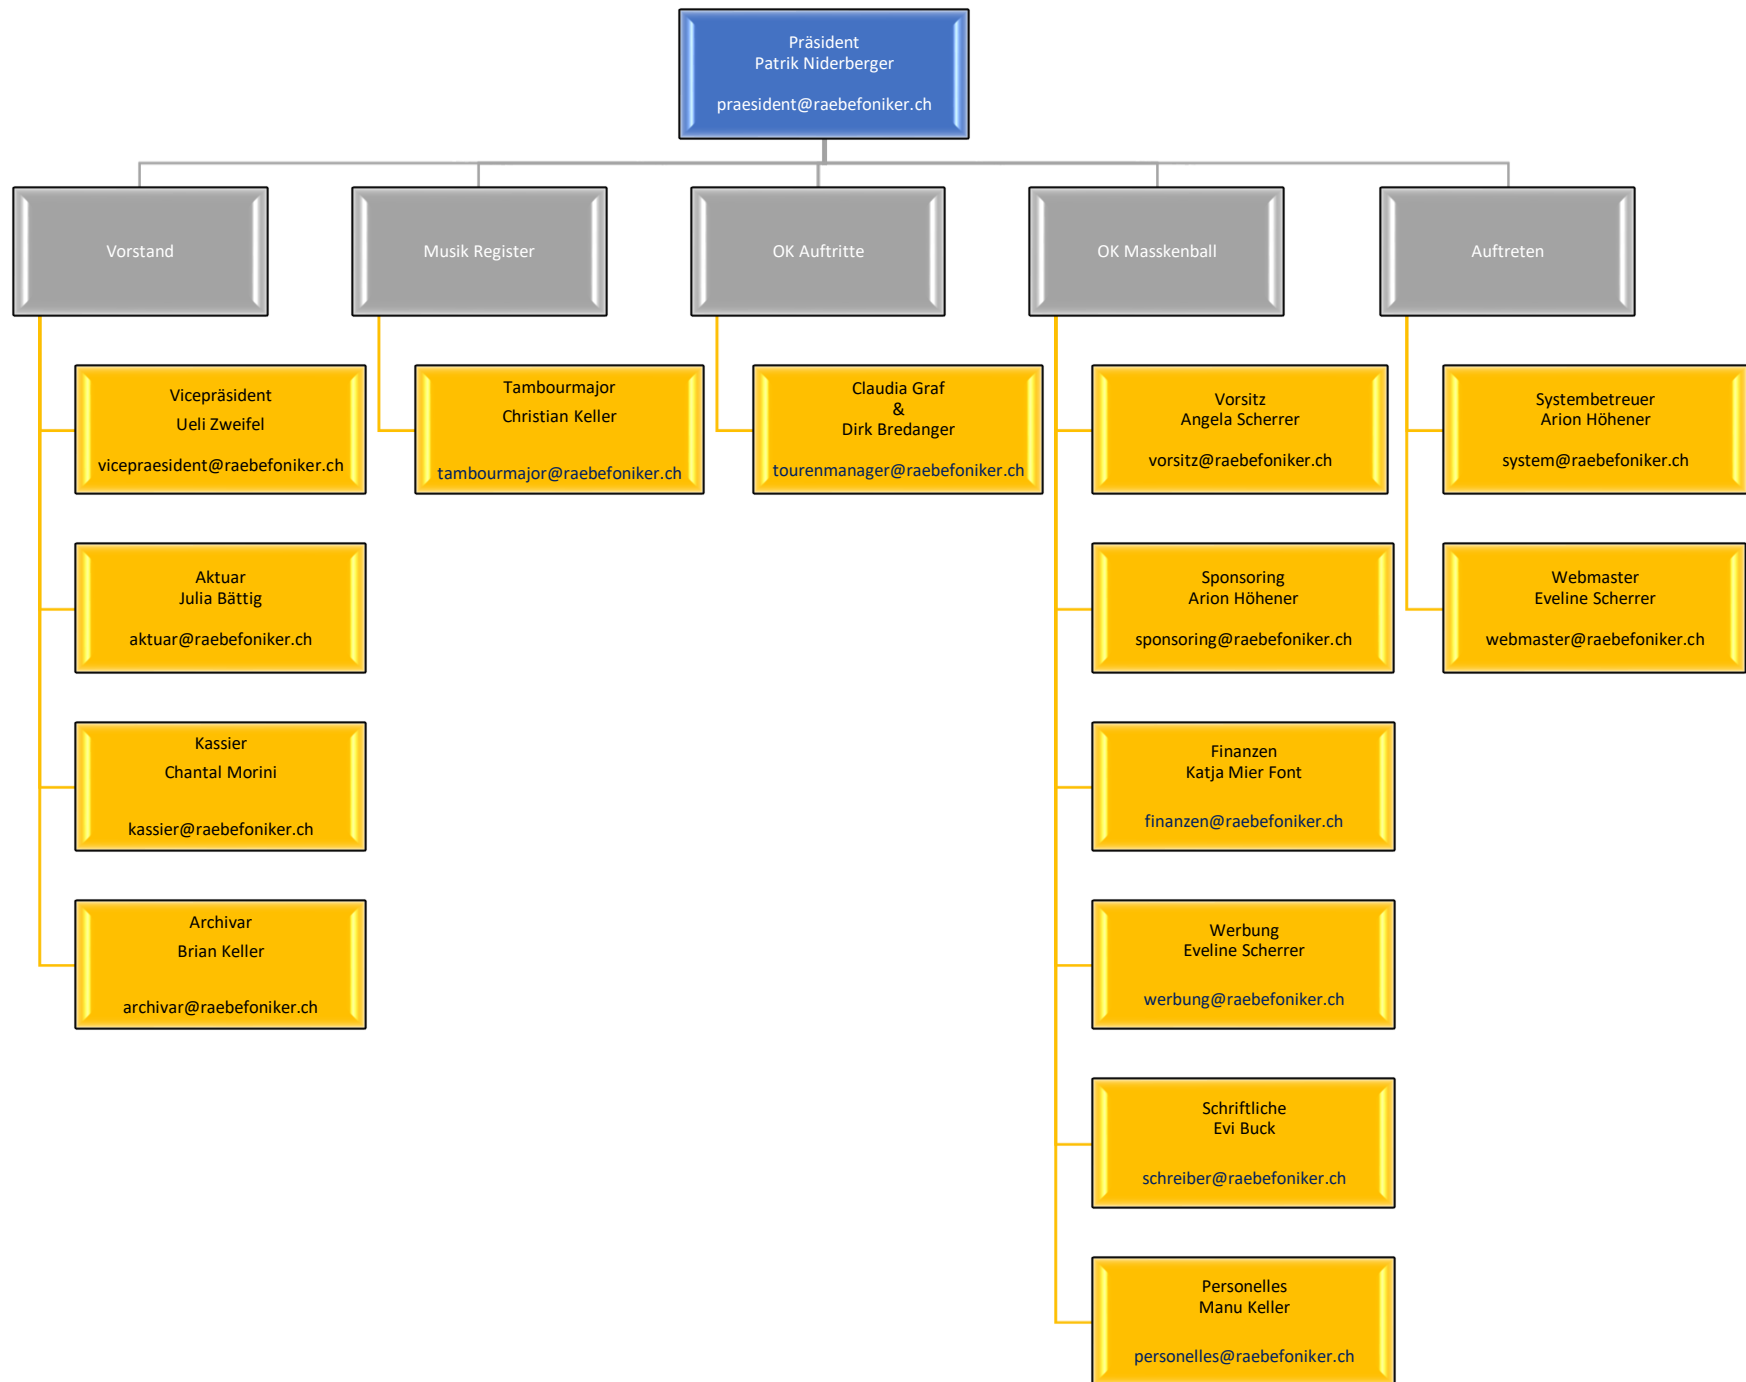 Präsident
Patrik Niderberger
praesident@raebefoniker.ch
Vorstand
Musik Register
OK Auftritte
OK Masskenball
Auftreten
Vicepräsident
Ueli Zweifel
vicepraesident@raebefoniker.ch
Aktuar
Julia Bättig
aktuar@raebefoniker.ch
Kassier
Chantal Morini
kassier@raebefoniker.ch
Archivar
Brian Keller
archivar@raebefoniker.ch
Tambourmajor
Christian Keller
tambourmajor@raebefoniker.ch
Claudia Graf
&
Dirk Bredanger
tourenmanager@raebefoniker.ch
Vorsitz
Angela Scherrer
vorsitz@raebefoniker.ch
Sponsoring
Arion Höhener
sponsoring@raebefoniker.ch
Finanzen
Katja Mier Font
finanzen@raebefoniker.ch
Werbung
Eveline Scherrer
werbung@raebefoniker.ch
Schriftliche
Evi Buck
schreiber@raebefoniker.ch
Personelles
Manu Keller
personelles@raebefoniker.ch
Systembetreuer
Arion Höhener
system@raebefoniker.ch
Webmaster
Eveline Scherrer
webmaster@raebefoniker.ch